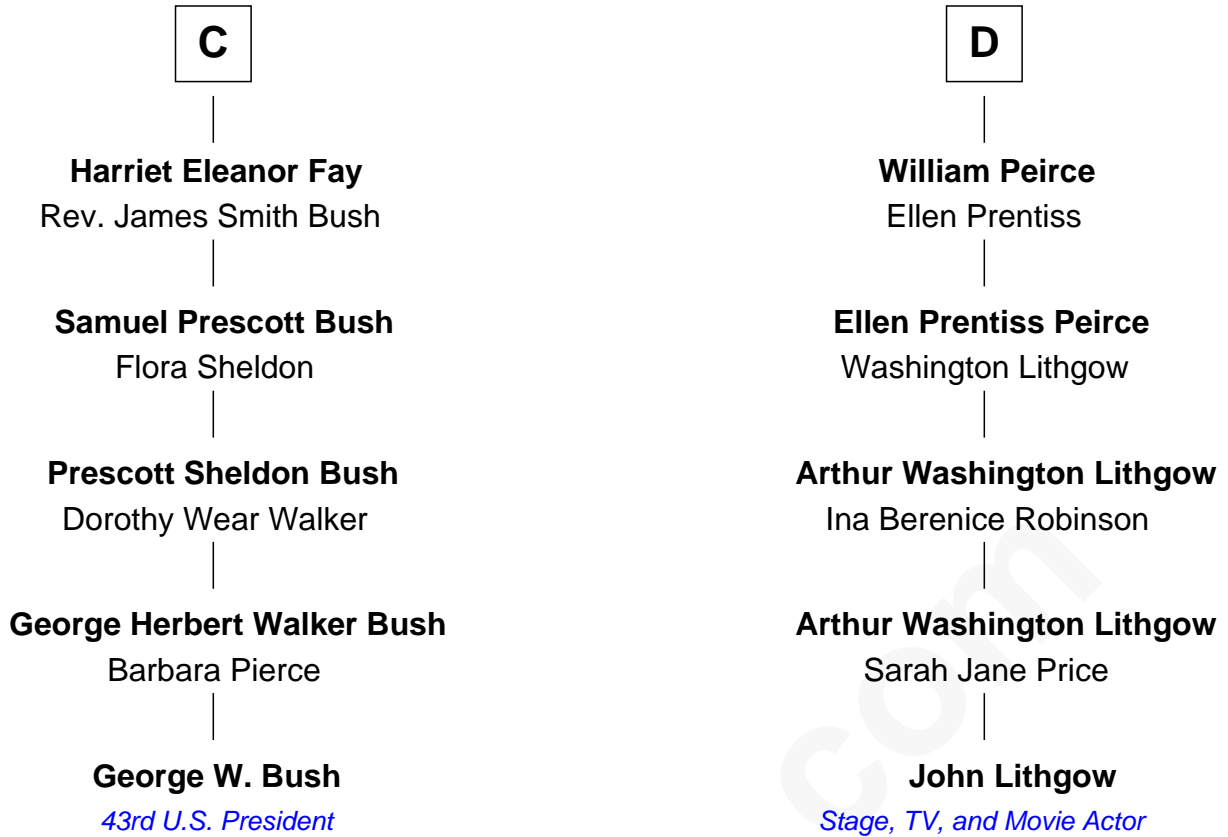 C
Harriet Eleanor Fay
Rev. James Smith Bush
Samuel Prescott Bush
Flora Sheldon
Prescott Sheldon Bush
Dorothy Wear Walker
George Herbert Walker Bush
Barbara Pierce
George W. Bush
43rd U.S. President
D
William Peirce
Ellen Prentiss
Ellen Prentiss Peirce
Washington Lithgow
Arthur Washington Lithgow
Ina Berenice Robinson
Arthur Washington Lithgow
Sarah Jane Price
John Lithgow
Stage, TV, and Movie Actor
com